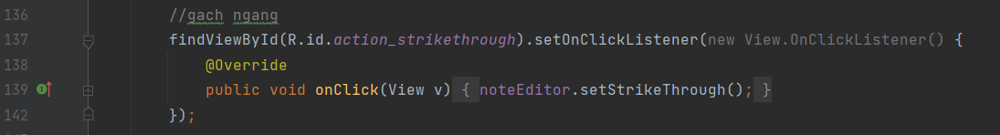 136 //gach ngang
137 findViewById(R.id.action_strikethrough).setOnClickListener(new View.OnClickListener() {
138 @Override
139 public void onClick(View v) { noteEditor.setStrikeThrough(); }
142 });